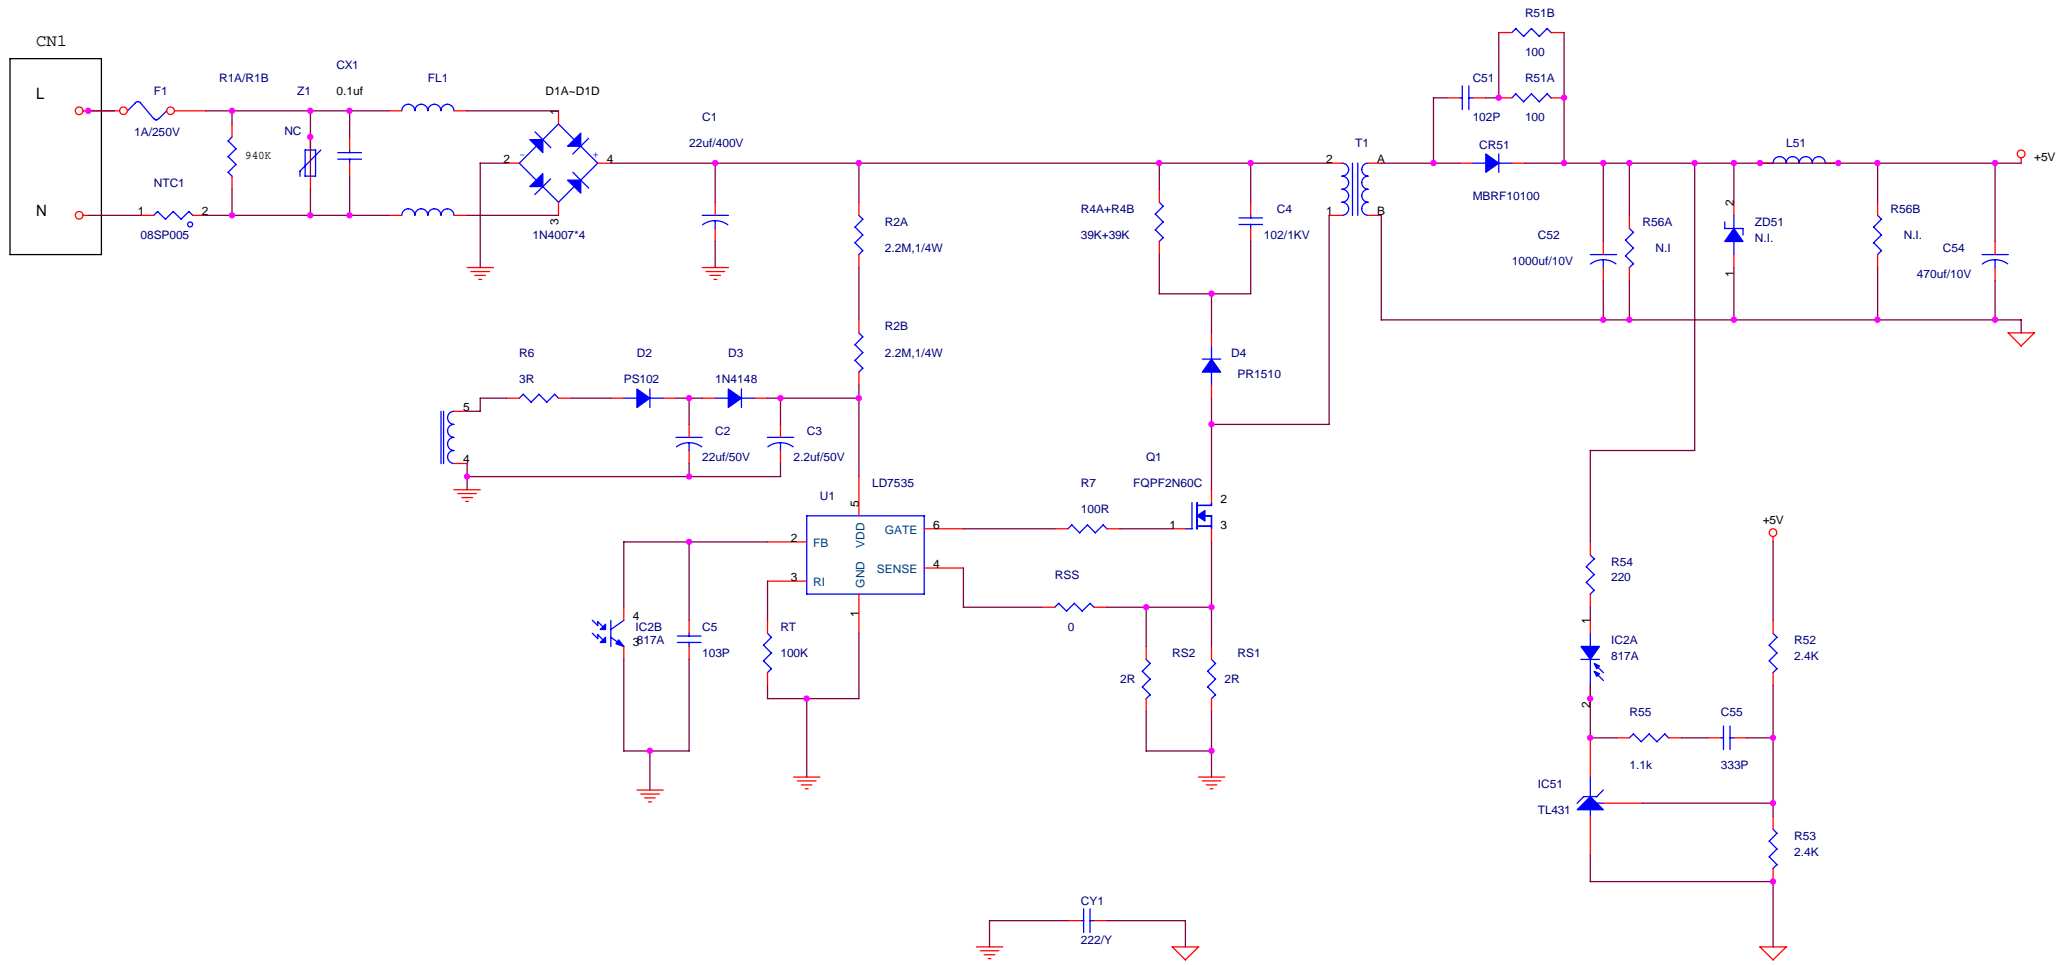 CN1
L
N
F1
1A/250V
R1A/R1B
940K
NTC1
1
2
08SP005
Z1
NC
CX1
0.1uf
FL1
D1A~D1D
1
2
-
+
4
3
1N4007*4
C1
22uf/400V
R2A
2.2M,1/4W
R2B
2.2M,1/4W
R4A+R4B
39K+39K
C4
102/1KV
D4
PR1510
T1
2
1
A
B
R51B
100
C51
102P
R51A
100
CR51
MBRF10100
C52
1000uf/10V
R56A
N.I
2
1
ZD51
N.I.
L51
R56B
N.I.
C54
470uf/10V
+5V
R6
3R
D2
PS102
D3
1N4148
5
4
C2
22uf/50V
C3
2.2uf/50V
U1
LD7535
5
2
FB
VDD
GATE
6
3
RI
GND
SENSE
4
1
R7
100R
Q1
FQPF2N60C
1
2
3
RSS
0
RS2
2R
RS1
2R
4
IC2B
3
817A
C5
103P
RT
100K
R54
220
1
IC2A
817A
2
+5V
R52
2.4K
R55
1.1k
C55
333P
IC51
TL431
R53
2.4K
CY1
222/Y